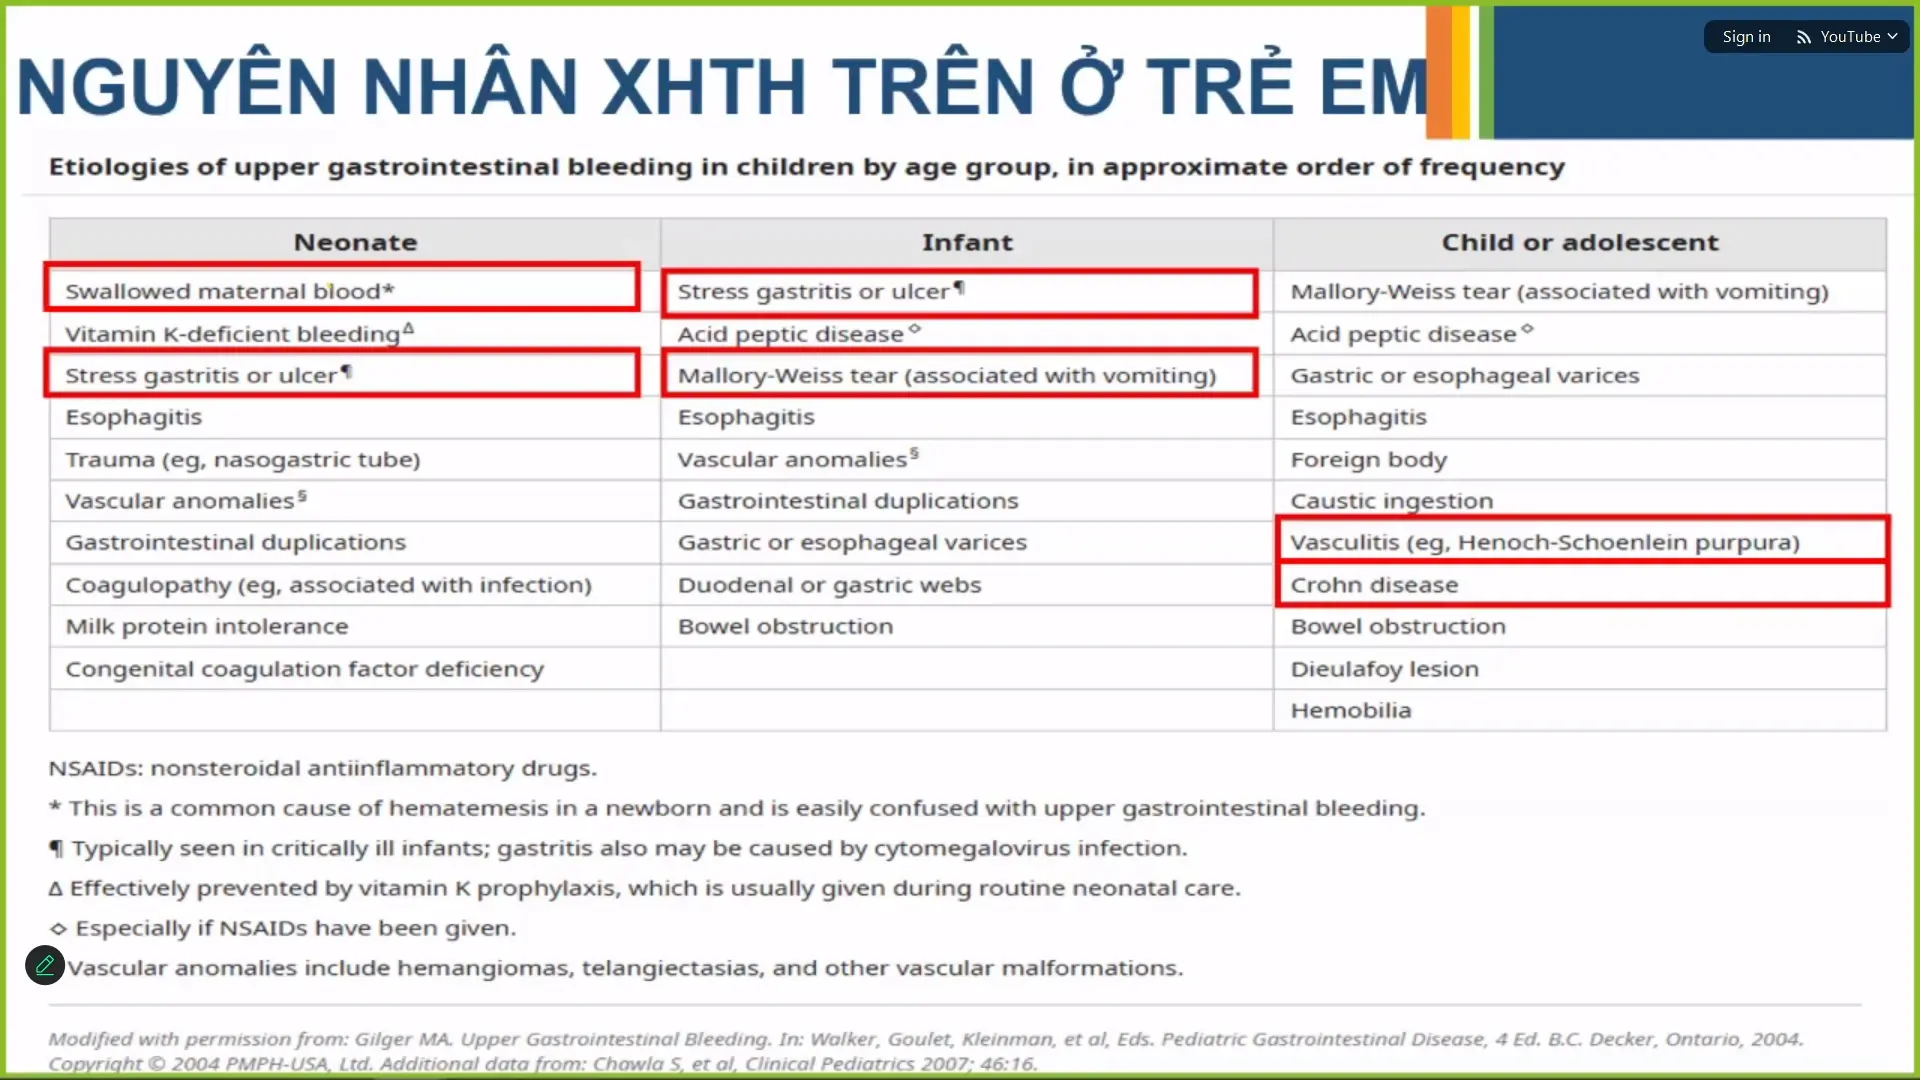 Sign in YouTube
NGUYÊN NHÂN XHTH TRÊN Ở TRẺ EM
Etiologies of upper gastrointestinal bleeding in children by age group, in approximate order of frequency
Neonate Infant Child or adolescent
Swallowed maternal blood* Stress gastritis or ulcer¶ Mallory-Weiss tear (associated with vomiting)
Vitamin K-deficient bleedingΔ Acid peptic disease◇ Acid peptic disease◇
Stress gastritis or ulcer¶ Mallory-Weiss tear (associated with vomiting) Gastric or esophageal varices
Esophagitis Esophagitis Esophagitis
Trauma (eg, nasogastric tube) Vascular anomalies§ Foreign body
Vascular anomalies§ Gastrointestinal duplications Caustic ingestion
Gastrointestinal duplications Gastric or esophageal varices Vasculitis (eg, Henoch-Schoenlein purpura)
Coagulopathy (eg, associated with infection) Duodenal or gastric webs Crohn disease
Milk protein intolerance Bowel obstruction Bowel obstruction
Congenital coagulation factor deficiency Dieulafoy lesion
Hemobilia
NSAIDs: nonsteroidal antiinflammatory drugs.
* This is a common cause of hematemesis in a newborn and is easily confused with upper gastrointestinal bleeding.
¶ Typically seen in critically ill infants; gastritis also may be caused by cytomegalovirus infection.
Δ Effectively prevented by vitamin K prophylaxis, which is usually given during routine neonatal care.
◇ Especially if NSAIDs have been given.
Vascular anomalies include hemangiomas, telangiectasias, and other vascular malformations.
Modified with permission from: Gilger MA. Upper Gastrointestinal Bleeding. In: Walker, Goulet, Kleinman, et al, Eds. Pediatric Gastrointestinal Disease, 4 Ed. B.C. Decker, Ontario, 2004.
Copyright © 2004 PMPH-USA, Ltd. Additional data from: Chawla S, et al, Clinical Pediatrics 2007; 46:16.